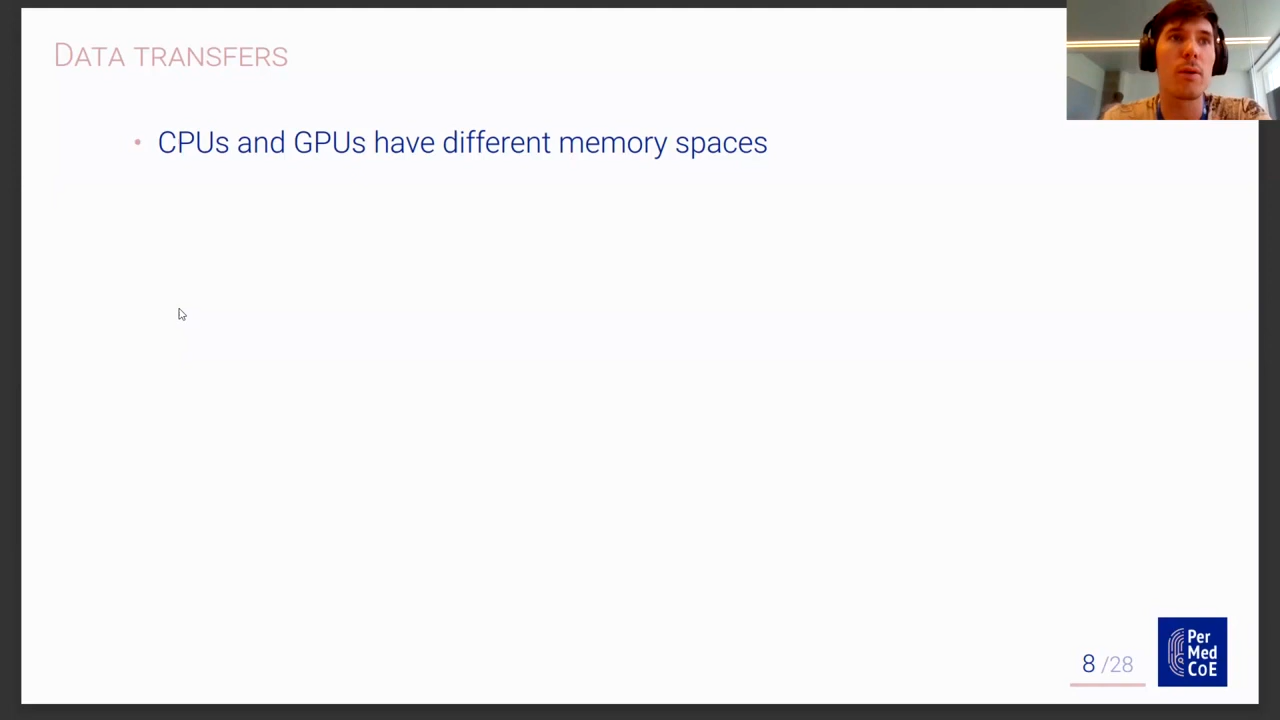 DATA TRANSFERS
• CPUs and GPUs have different memory spaces
8 /28
Per
Med
CoE